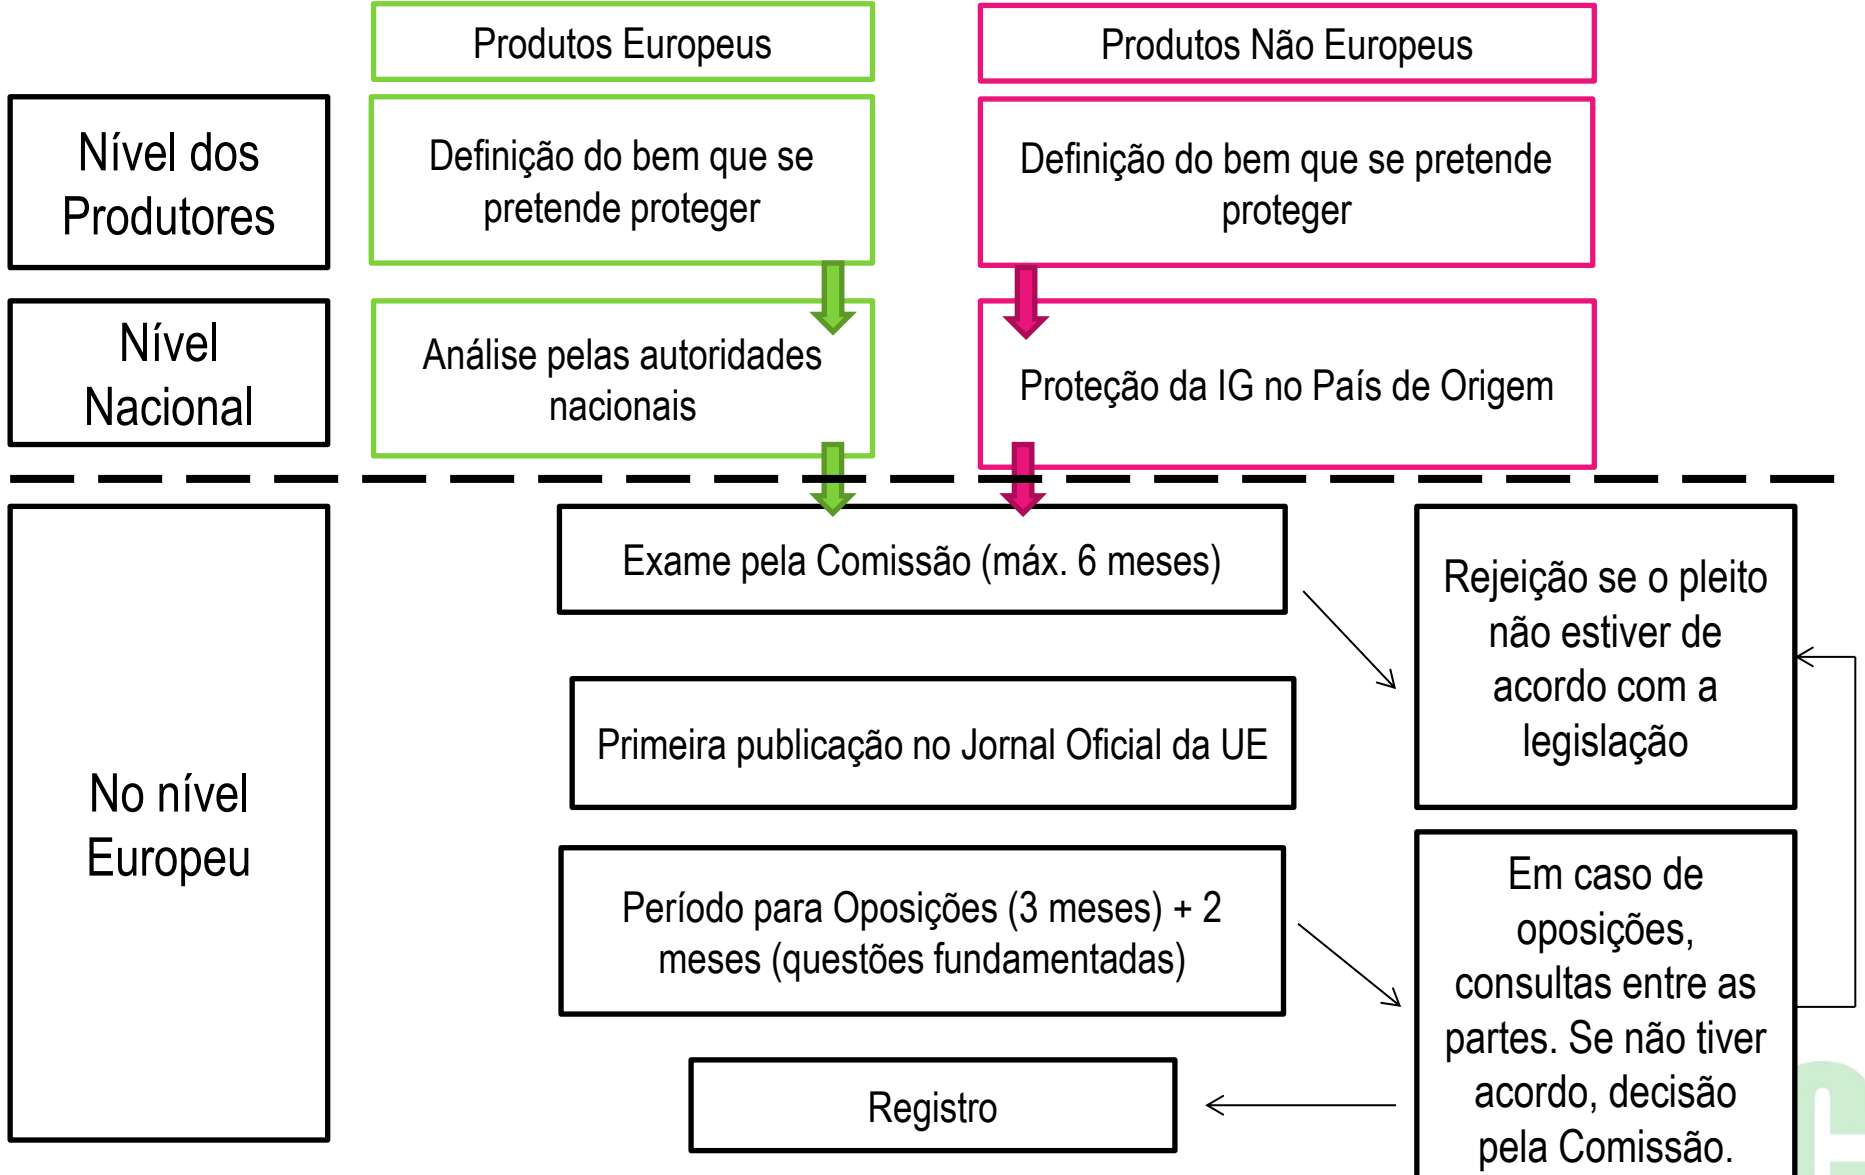 Produtos Europeus
Produtos Não Europeus
Nível dos
Produtores
Definição do bem que se
pretende proteger
Definição do bem que se pretende
proteger
Nível
Nacional
Análise pelas autoridades
nacionais
Proteção da IG no País de Origem
No nível
Europeu
Exame pela Comissão (máx. 6 meses)
Rejeição se o pleito
não estiver de
acordo com a
legislação
Primeira publicação no Jornal Oficial da UE
Período para Oposições (3 meses) + 2
meses (questões fundamentadas)
Em caso de
oposições,
consultas entre as
partes. Se não tiver
acordo, decisão
pela Comissão.
Registro